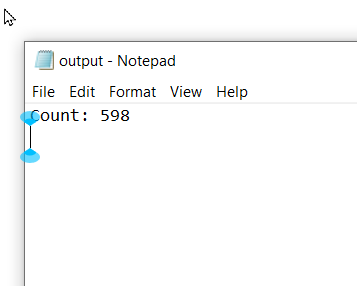 output - Notepad
File Edit Format View Help
Count: 598